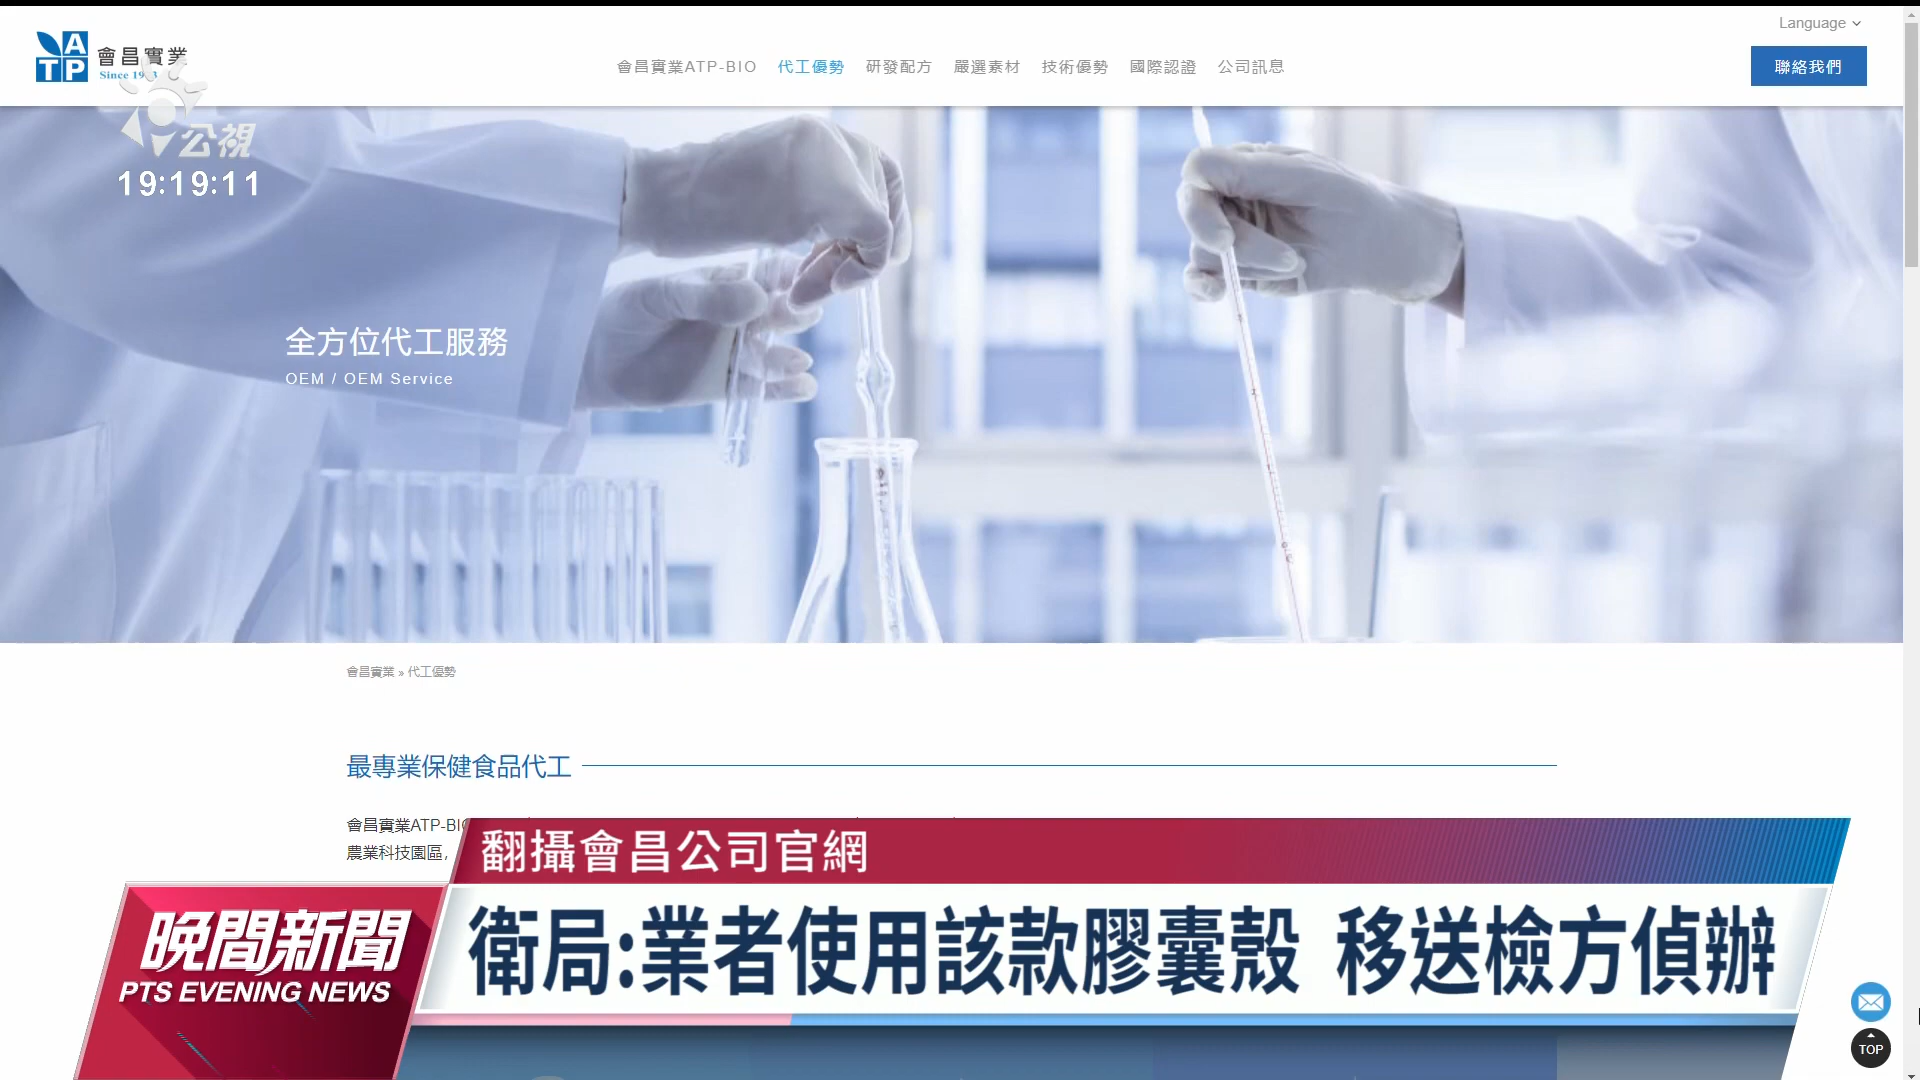 Language
ATP
會昌實業
會昌實業ATP-BIO 代工優勢 研發配方 嚴選素材 技術優勢 國際認證 公司訊息
聯絡我們
公視
19:19:11
全方位代工服務
OEM / OEM Service
會昌實業 » 代工優勢
最專業保健食品代工
會昌實業ATP-BI
農業科技園區,
翻攝會昌公司官網
衛局:業者使用該款膠囊殼 移送檢方偵辦
晚間新聞
PTS EVENING NEWS
TOP